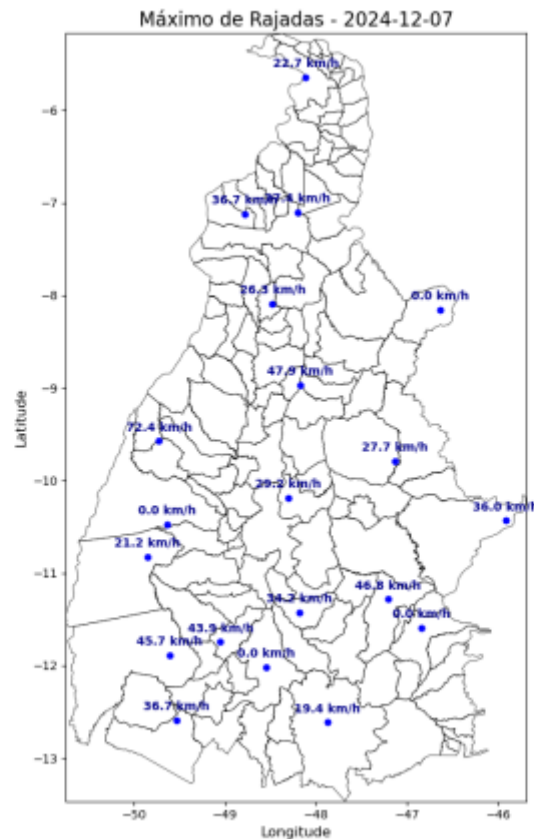 Máximo de Rajadas - 2024-12-07
22.7 km/h
36.7 km/h
km/h
26.3 km/h
0.0 km/h
47.9 km/h
72.4 km/h
27.7 km/h
29.2 km/h
36.0 km/h
0.0 km/h
21.2 km/h
46.8 km/h
34.2 km/h
0.0 km/h
43.9 km/h
45.7 km/h
0.0 km/h
36.7 km/h
19.4 km/h
−6
−7
−8
−9
−10
−11
−12
−13
Latitude
−50
−49
−48
−47
−46
Longitude